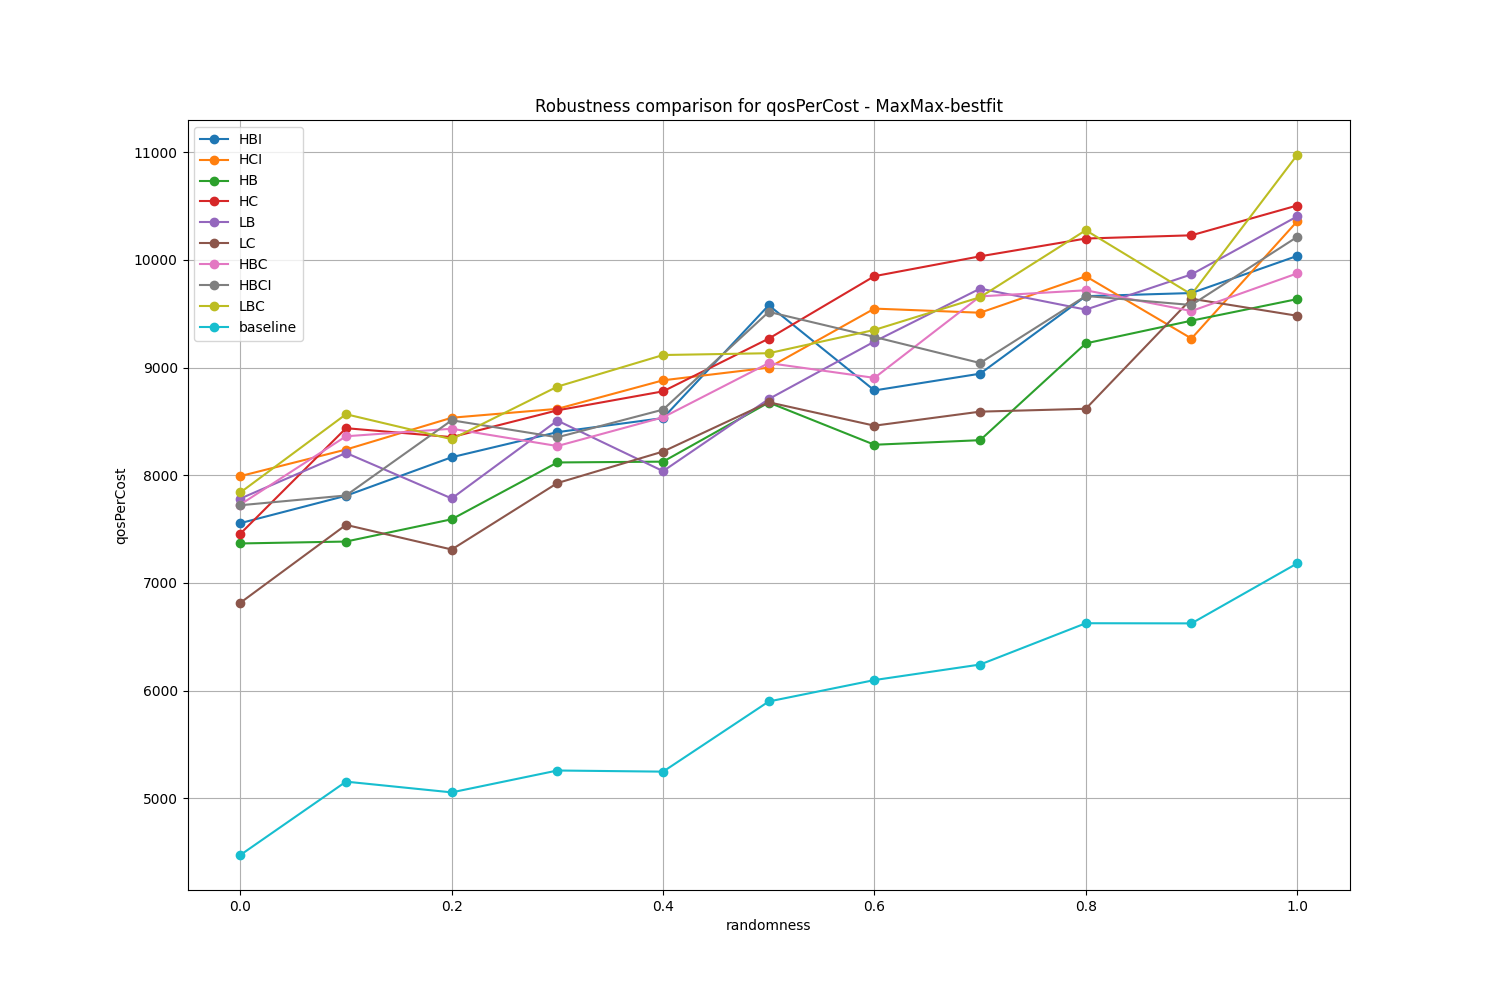 Robustness comparison for qosPerCost - MaxMax-bestfit
HBI
HCI
HB
HC
LB
LC
HBC
HBCI
LBC
baseline
11000
10000
9000
8000
7000
6000
5000
qosPerCost
0.0 0.2 0.4 0.6 0.8 1.0
randomness